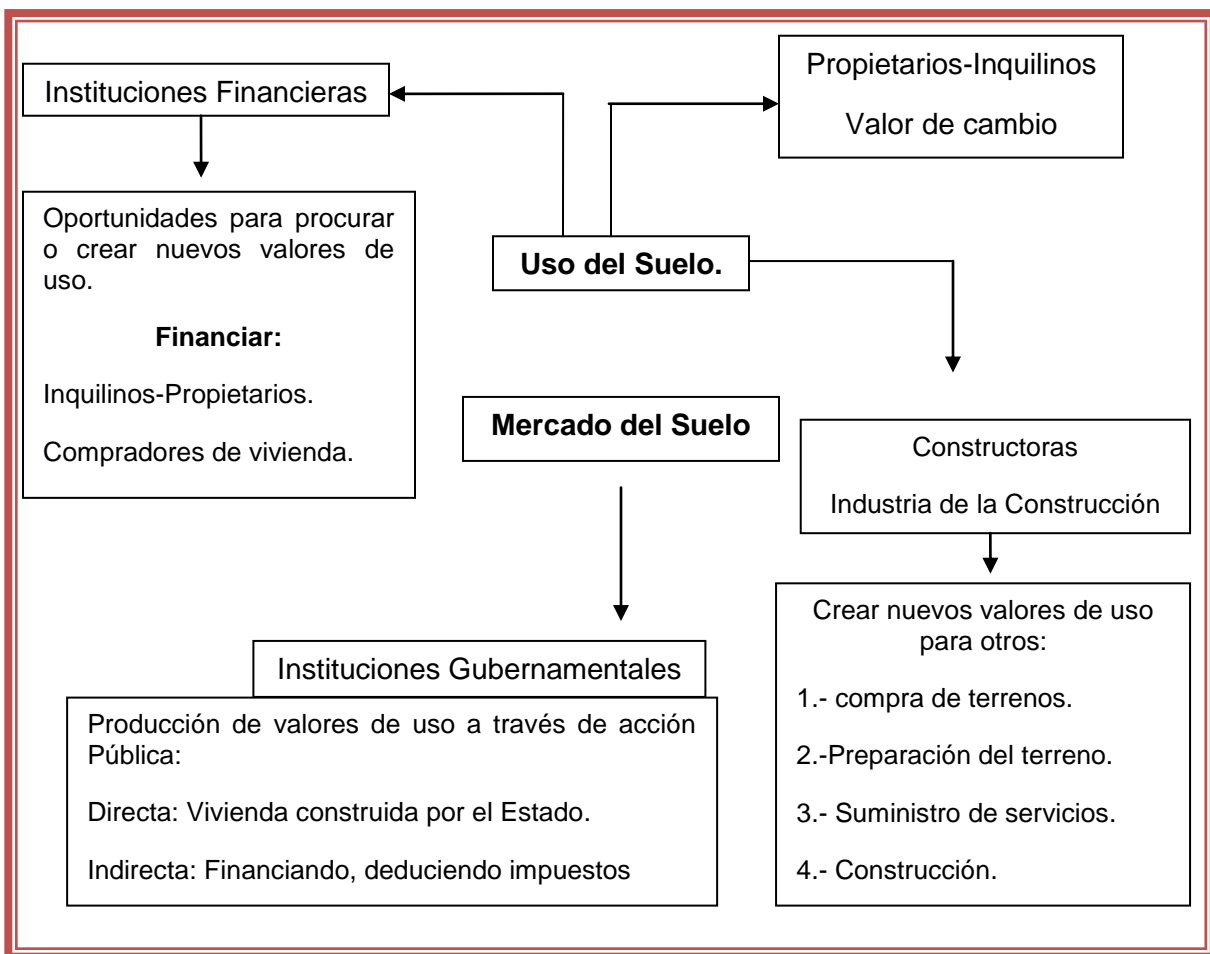 Instituciones Financieras
Propietarios-Inquilinos
Valor de cambio
Oportunidades para procurar
o crear nuevos valores de
uso.
Financiar:
Inquilinos-Propietarios.
Compradores de vivienda.
Uso del Suelo.
Mercado del Suelo
Constructoras
Industria de la Construcción
Instituciones Gubernamentales
Producción de valores de uso a través de acción
Pública:
Directa: Vivienda construida por el Estado.
Indirecta: Financiando, deduciendo impuestos
Crear nuevos valores de uso
para otros:
1.- compra de terrenos.
2.-Preparación del terreno.
3.- Suministro de servicios.
4.- Construcción.